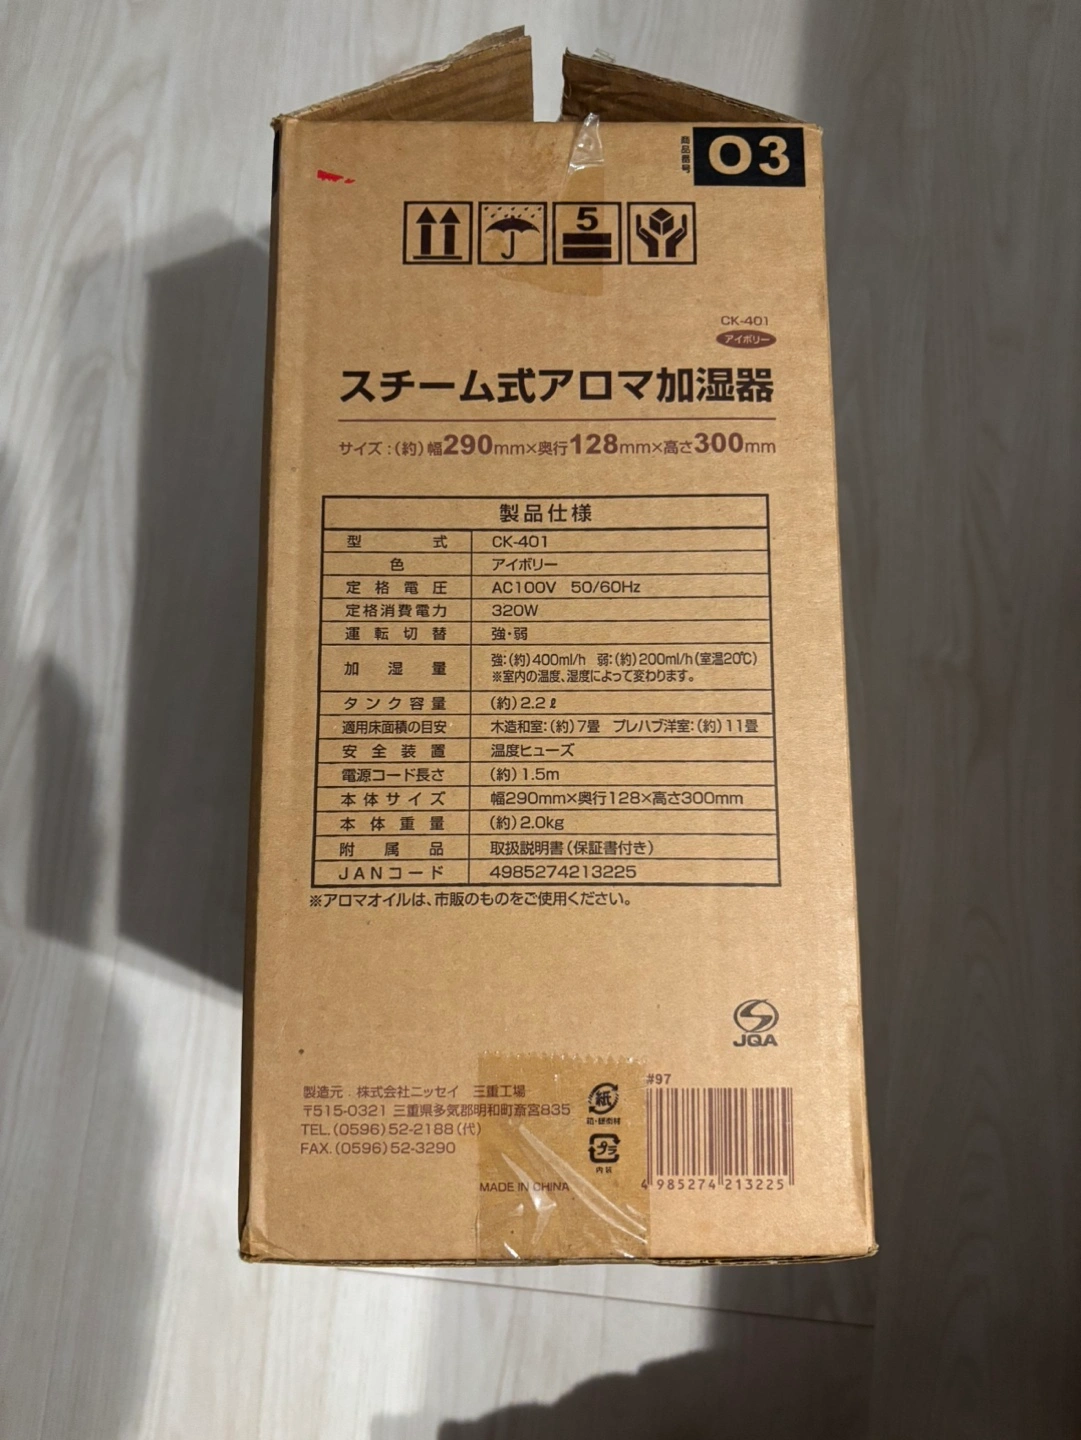 商品番号 03
5
CK-401
アイボリー
スチーム式アロマ加湿器
サイズ:(約)幅290mm×奥行128mm×高さ300mm
製品仕様
型式 CK-401
色 アイボリー
定格電圧 AC100V 50/60Hz
定格消費電力 320W
運転切替 強・弱
加湿量 強:(約)400ml/h 弱:(約)200ml/h(室温20℃)
※室内の温度、湿度によって変わります。
タンク容量 (約)2.2ℓ
適用床面積の目安 木造和室:(約)7畳 プレハブ洋室:(約)11畳
安全装置 温度ヒューズ
電源コード長さ (約)1.5m
本体サイズ 幅290mm×奥行128×高さ300mm
本体重量 (約)2.0kg
附属品 取扱説明書(保証書付き)
JANコード 4985274213225
※アロマオイルは、市販のものをご使用ください。
JQA
製造元 株式会社ニッセイ 三重工場
〒515-0321 三重県多気郡明和町斎宮835
TEL.(0596)52-2188(代)
FAX.(0596)52-3290
MADE IN CHINA
紙
箱・緩衝材
プラ
内装
#97
4 985274 213225